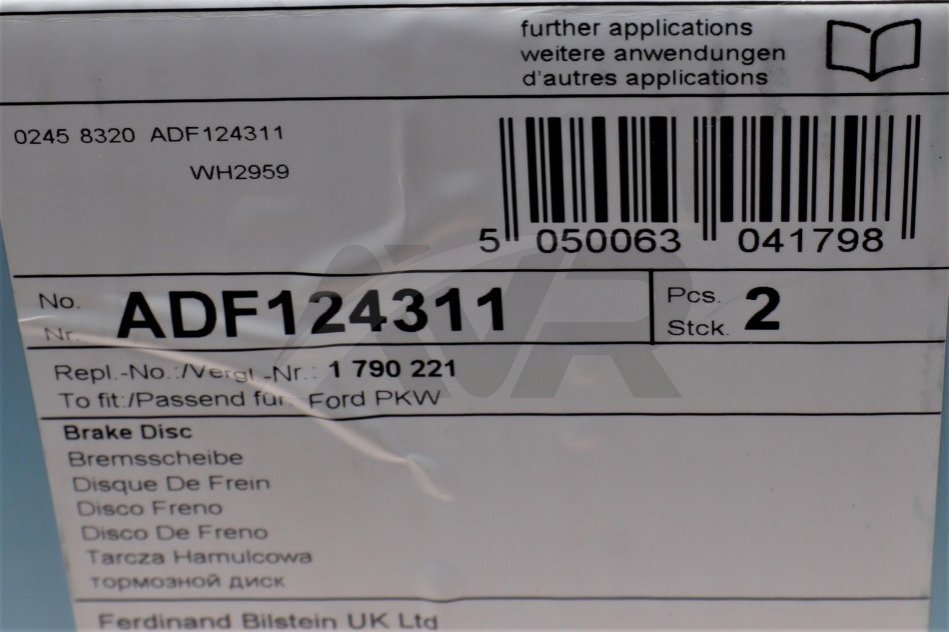 further applications
weitere anwendungen
d'autres applications
0245 8320 ADF124311
WH2959
5 050063 041798
No.
Nr. ADF124311
Pcs.
Stck. 2
Repl.-No.:/Vergl.-Nr.: 1 790 221
To fit:/Passend für: Ford PKW
Brake Disc
Bremsscheibe
Disque De Frein
Disco Freno
Disco De Freno
Tarcza Hamulcowa
тормозной диск
Ferdinand Bilstein UK Ltd
AVR